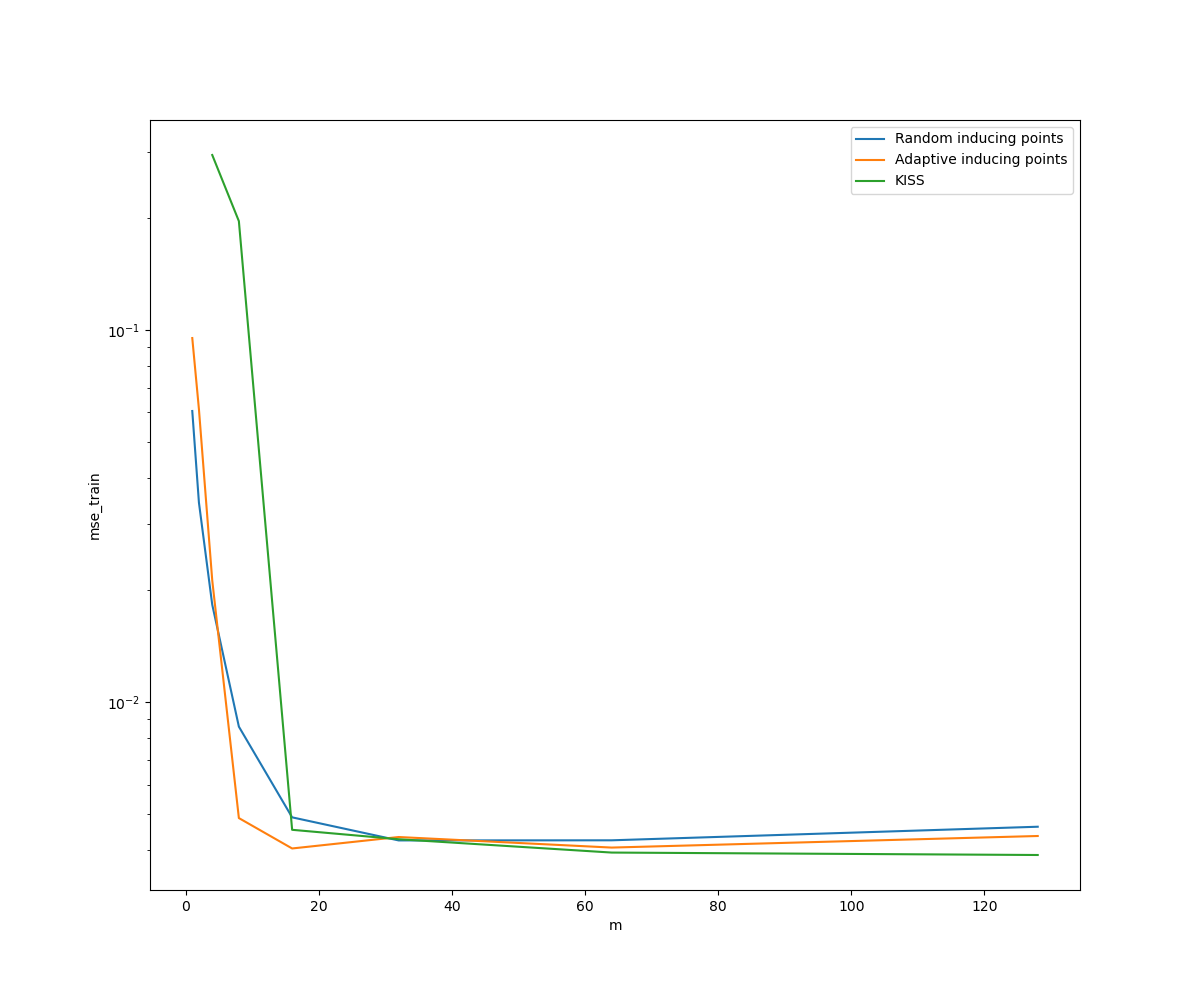 Random inducing points
Adaptive inducing points
KISS
10⁻¹
10⁻²
mse_train
0 20 40 60 80 100 120
m